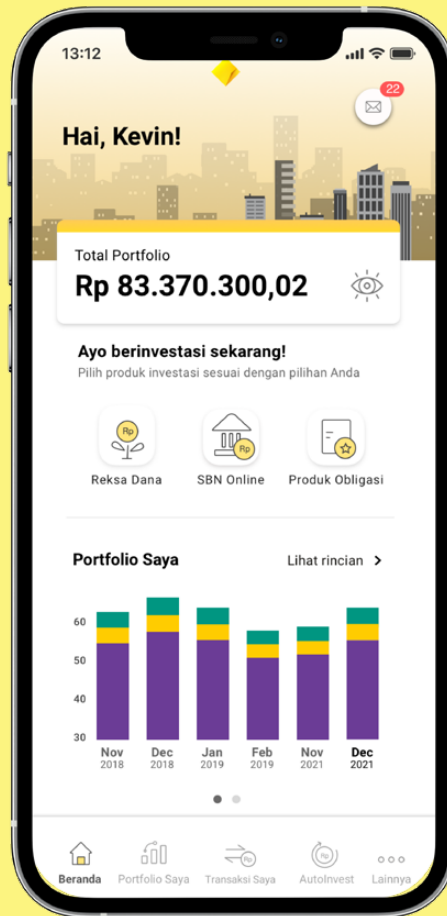 13:12
22
Hai, Kevin!
Total Portfolio
Rp 83.370.300,02
Ayo berinvestasi sekarang!
Pilih produk investasi sesuai dengan pilihan Anda
Rp
Rp
Reksa Dana
SBN Online
Produk Obligasi
Portfolio Saya
Lihat rincian
60
50
40
30
Nov 2018
Dec 2018
Jan 2019
Feb 2019
Nov 2021
Dec 2021
Rp
Rp
Beranda
Portfolio Saya
Transaksi Saya
AutoInvest
Lainnya